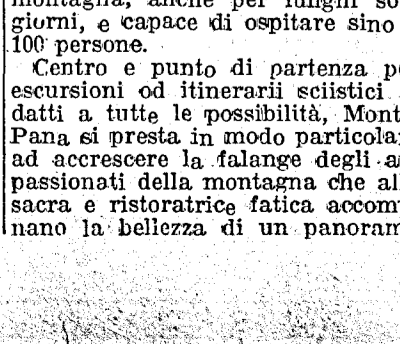 montagna, anche per lunghi so
giorni, e capace di ospitare sino
100 persone.
Centro e punto di partenza p
escursioni od itinerarii sciistici
datti a tutte le possibilità, Mont
Pana si presta in modo particola
ad accrescere la falange degli a
passionati della montagna che al
sacra e ristoratrice fatica accom
nano la bellezza di un panoram